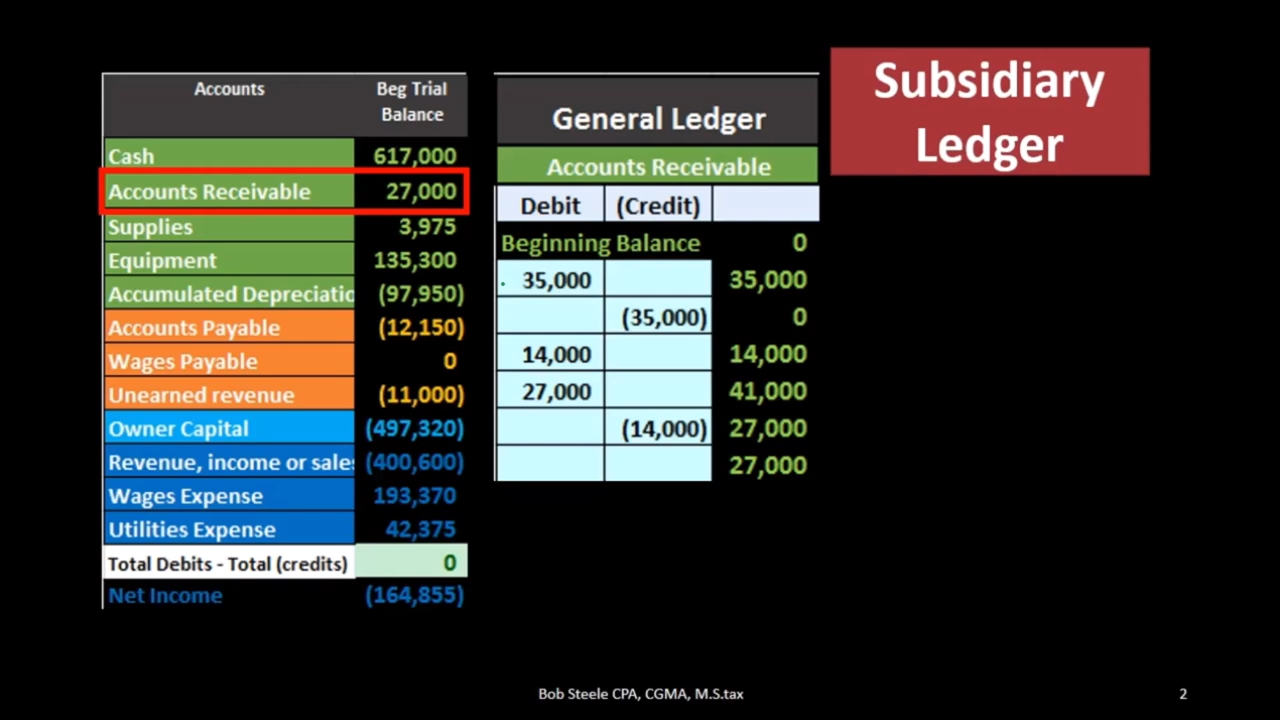 Accounts Beg Trial Balance
Cash 617,000
Accounts Receivable 27,000
Supplies 3,975
Equipment 135,300
Accumulated Depreciatio (97,950)
Accounts Payable (12,150)
Wages Payable 0
Unearned revenue (11,000)
Owner Capital (497,320)
Revenue, income or sales (400,600)
Wages Expense 193,370
Utilities Expense 42,375
Total Debits - Total (credits) 0
Net Income (164,855)
General Ledger
Accounts Receivable
Debit (Credit)
Beginning Balance 0
35,000 35,000
(35,000) 0
14,000 14,000
27,000 41,000
(14,000) 27,000
27,000
Subsidiary
Ledger
Bob Steele CPA, CGMA, M.S.tax 2